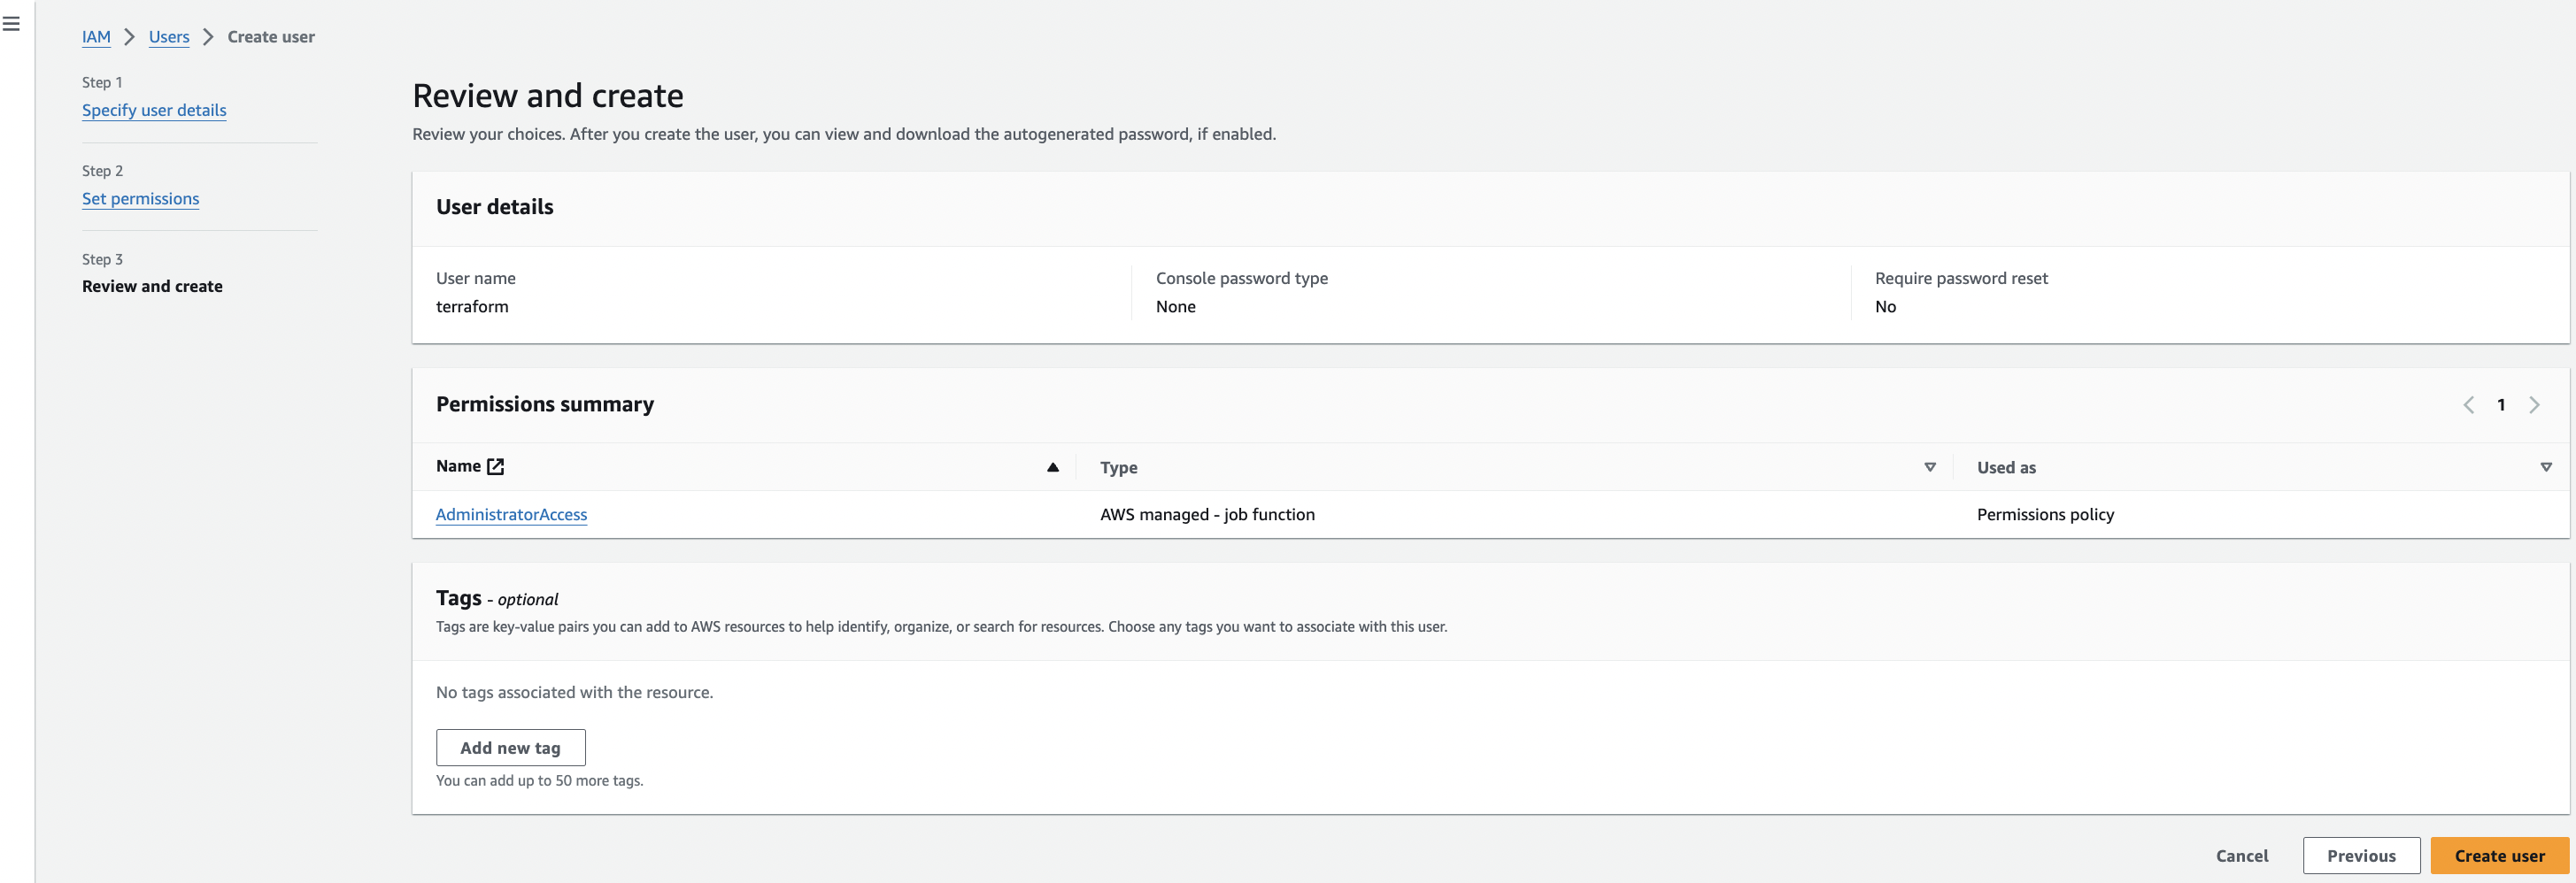 IAM > Users > Create user
Step 1
Specify user details
Step 2
Set permissions
Step 3
Review and create
Review and create
Review your choices. After you create the user, you can view and download the autogenerated password, if enabled.
User details
User name
terraform
Console password type
None
Require password reset
No
Permissions summary
1
Name Type Used as
AdministratorAccess AWS managed - job function Permissions policy
Tags - optional
Tags are key-value pairs you can add to AWS resources to help identify, organize, or search for resources. Choose any tags you want to associate with this user.
No tags associated with the resource.
Add new tag
You can add up to 50 more tags.
Cancel Previous Create user